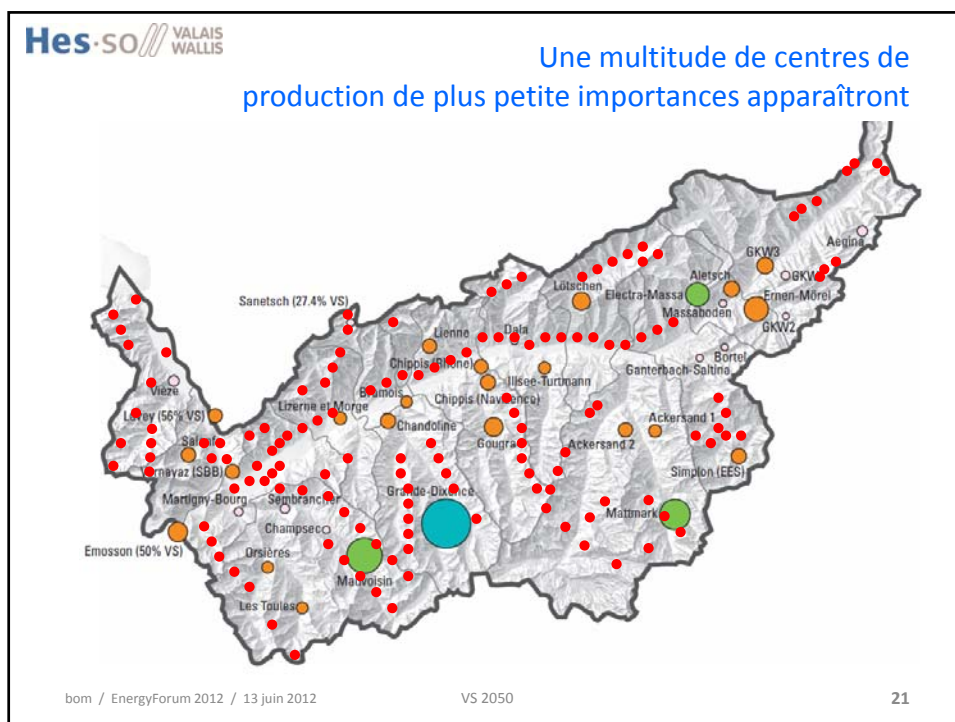 Hes·so VALAIS
WALLIS
Une multitude de centres de
production de plus petite importances apparaîtront
Aegina
GKW3
Aletsch
GKW
Lötschen
Electra-Massa
Ernen-Mörel
Massaboden
GKW2
Sanetsch (27.4% VS)
Lienne
Dala
Bortel
Ganterbach-Saltina
Chippis (Rhone)
Illsee-Turtmann
Vièze
Bramois
Chippis (Navisence)
Lizerne et Morge
Lavey (56% VS)
Chandoline
Ackersand 1
Gougra
Ackersand 2
Salanfe
Vernayaz (SBB)
Simplon (EES)
Martigny-Bourg
Sembrancher
Grande-Dixence
Mattmark
Champsec
Emosson (50% VS)
Orsières
Mauvoisin
Les Toules
bom / EnergyForum 2012 / 13 juin 2012 VS 2050 21